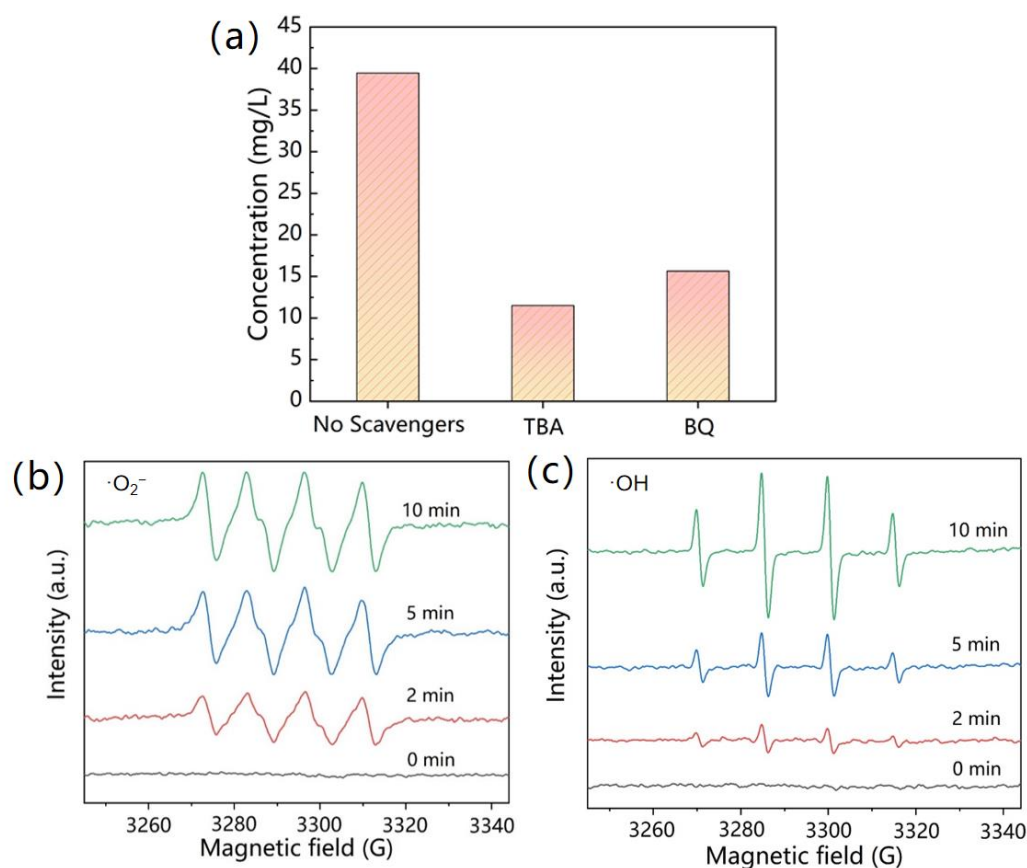 (a)
Concentration (mg/L)
45
40
35
30
25
20
15
10
5
0
No Scavengers TBA BQ
(b)
·O₂⁻
10 min
5 min
2 min
0 min
Intensity (a.u.)
3260 3280 3300 3320 3340
Magnetic field (G)
(c)
·OH
10 min
5 min
2 min
0 min
Intensity (a.u.)
3260 3280 3300 3320 3340
Magnetic field (G)